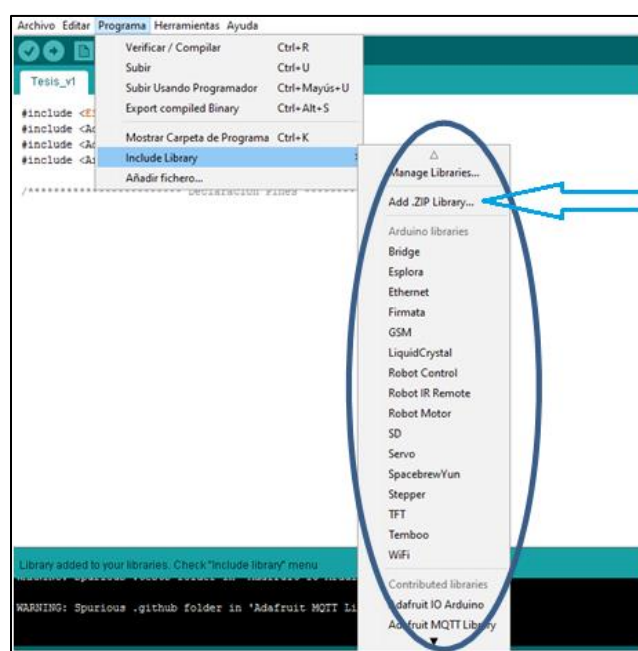 Archivo Editar Programa Herramientas Ayuda
Verificar / Compilar Ctrl+R
Subir Ctrl+U
Subir Usando Programador Ctrl+Mayús+U
Export compiled Binary Ctrl+Alt+S
Mostrar Carpeta de Programa Ctrl+K
Include Library
Añadir fichero...
Tesis_v1
#include <E
#include <Ad
#include <Ad
#include <A
/****************** Declaracion Pines
Manage Libraries...
Add .ZIP Library...
Arduino libraries
Bridge
Esplora
Ethernet
Firmata
GSM
LiquidCrystal
Robot Control
Robot IR Remote
Robot Motor
SD
Servo
SpacebrewYun
Stepper
TFT
Temboo
WiFi
Contributed libraries
Adafruit IO Arduino
Adafruit MQTT Library
Library added to your libraries. Check "Include library" menu
WARNING: Spurious .github folder in 'Adafruit MQTT Li